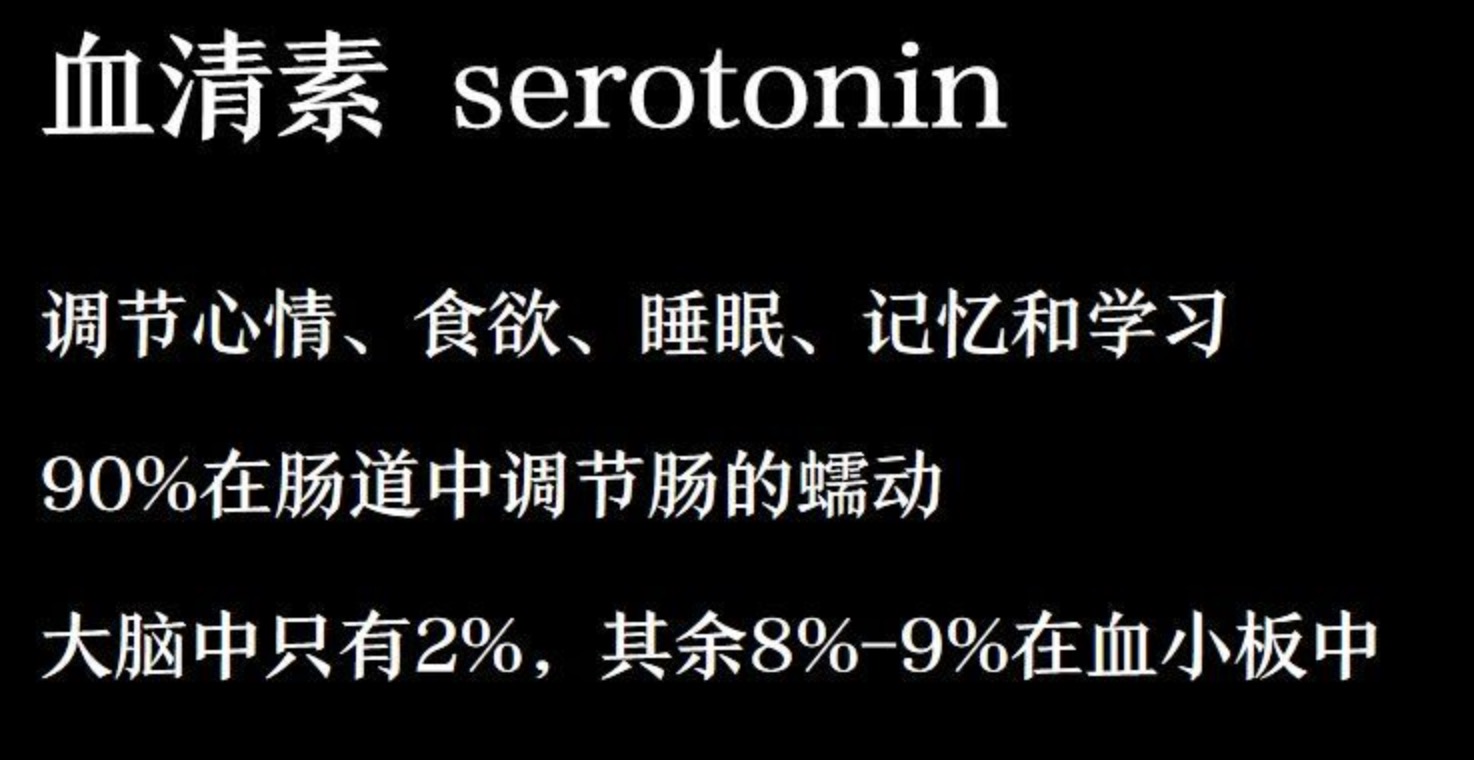 血清素 serotonin
调节心情、食欲、睡眠、记忆和学习
90%在肠道中调节肠的蠕动
大脑中只有2%，其余8%-9%在血小板中